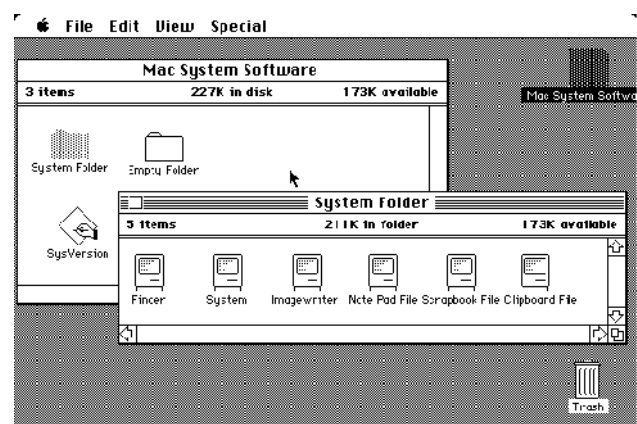 File Edit View Special
Mac System Software
3 items 227K in disk 173K available
Mac System Softwa
System Folder Empty Folder
System Folder
5 items 211K in folder 173K available
SysVersion
Fincer System Imagewriter Note Pad File Scrapbook File Clipboard File
Trash